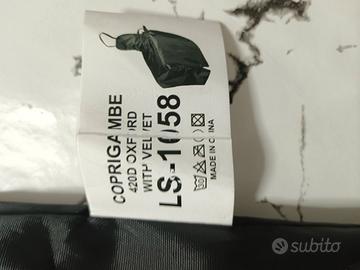 COPRIGAMBE
420D OXFORD
WITH VELVET
LS-1058
MADE IN CHINA
subito